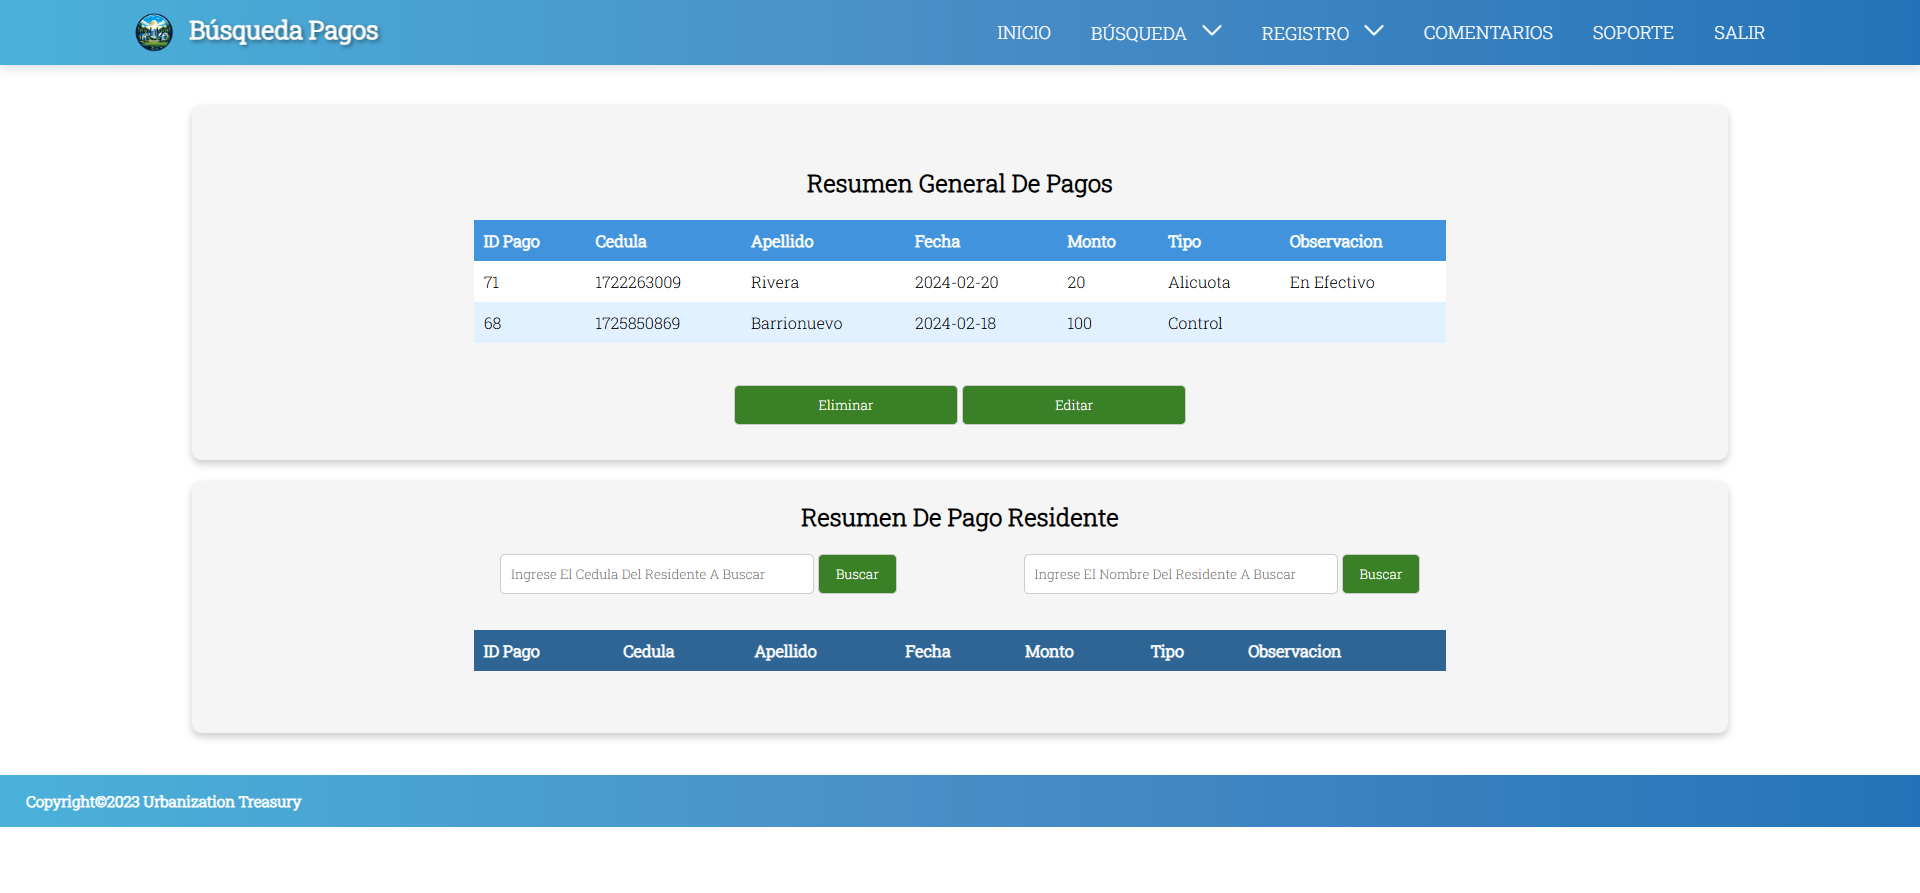 Búsqueda Pagos INICIO BÚSQUEDA REGISTRO COMENTARIOS SOPORTE SALIR
Resumen General De Pagos
ID Pago Cedula Apellido Fecha Monto Tipo Observacion
71 1722263009 Rivera 2024-02-20 20 Alicuota En Efectivo
68 1725850869 Barrionuevo 2024-02-18 100 Control
Eliminar Editar
Resumen De Pago Residente
Ingrese El Cedula Del Residente A Buscar Buscar Ingrese El Nombre Del Residente A Buscar Buscar
ID Pago Cedula Apellido Fecha Monto Tipo Observacion
Copyright©2023 Urbanization Treasury